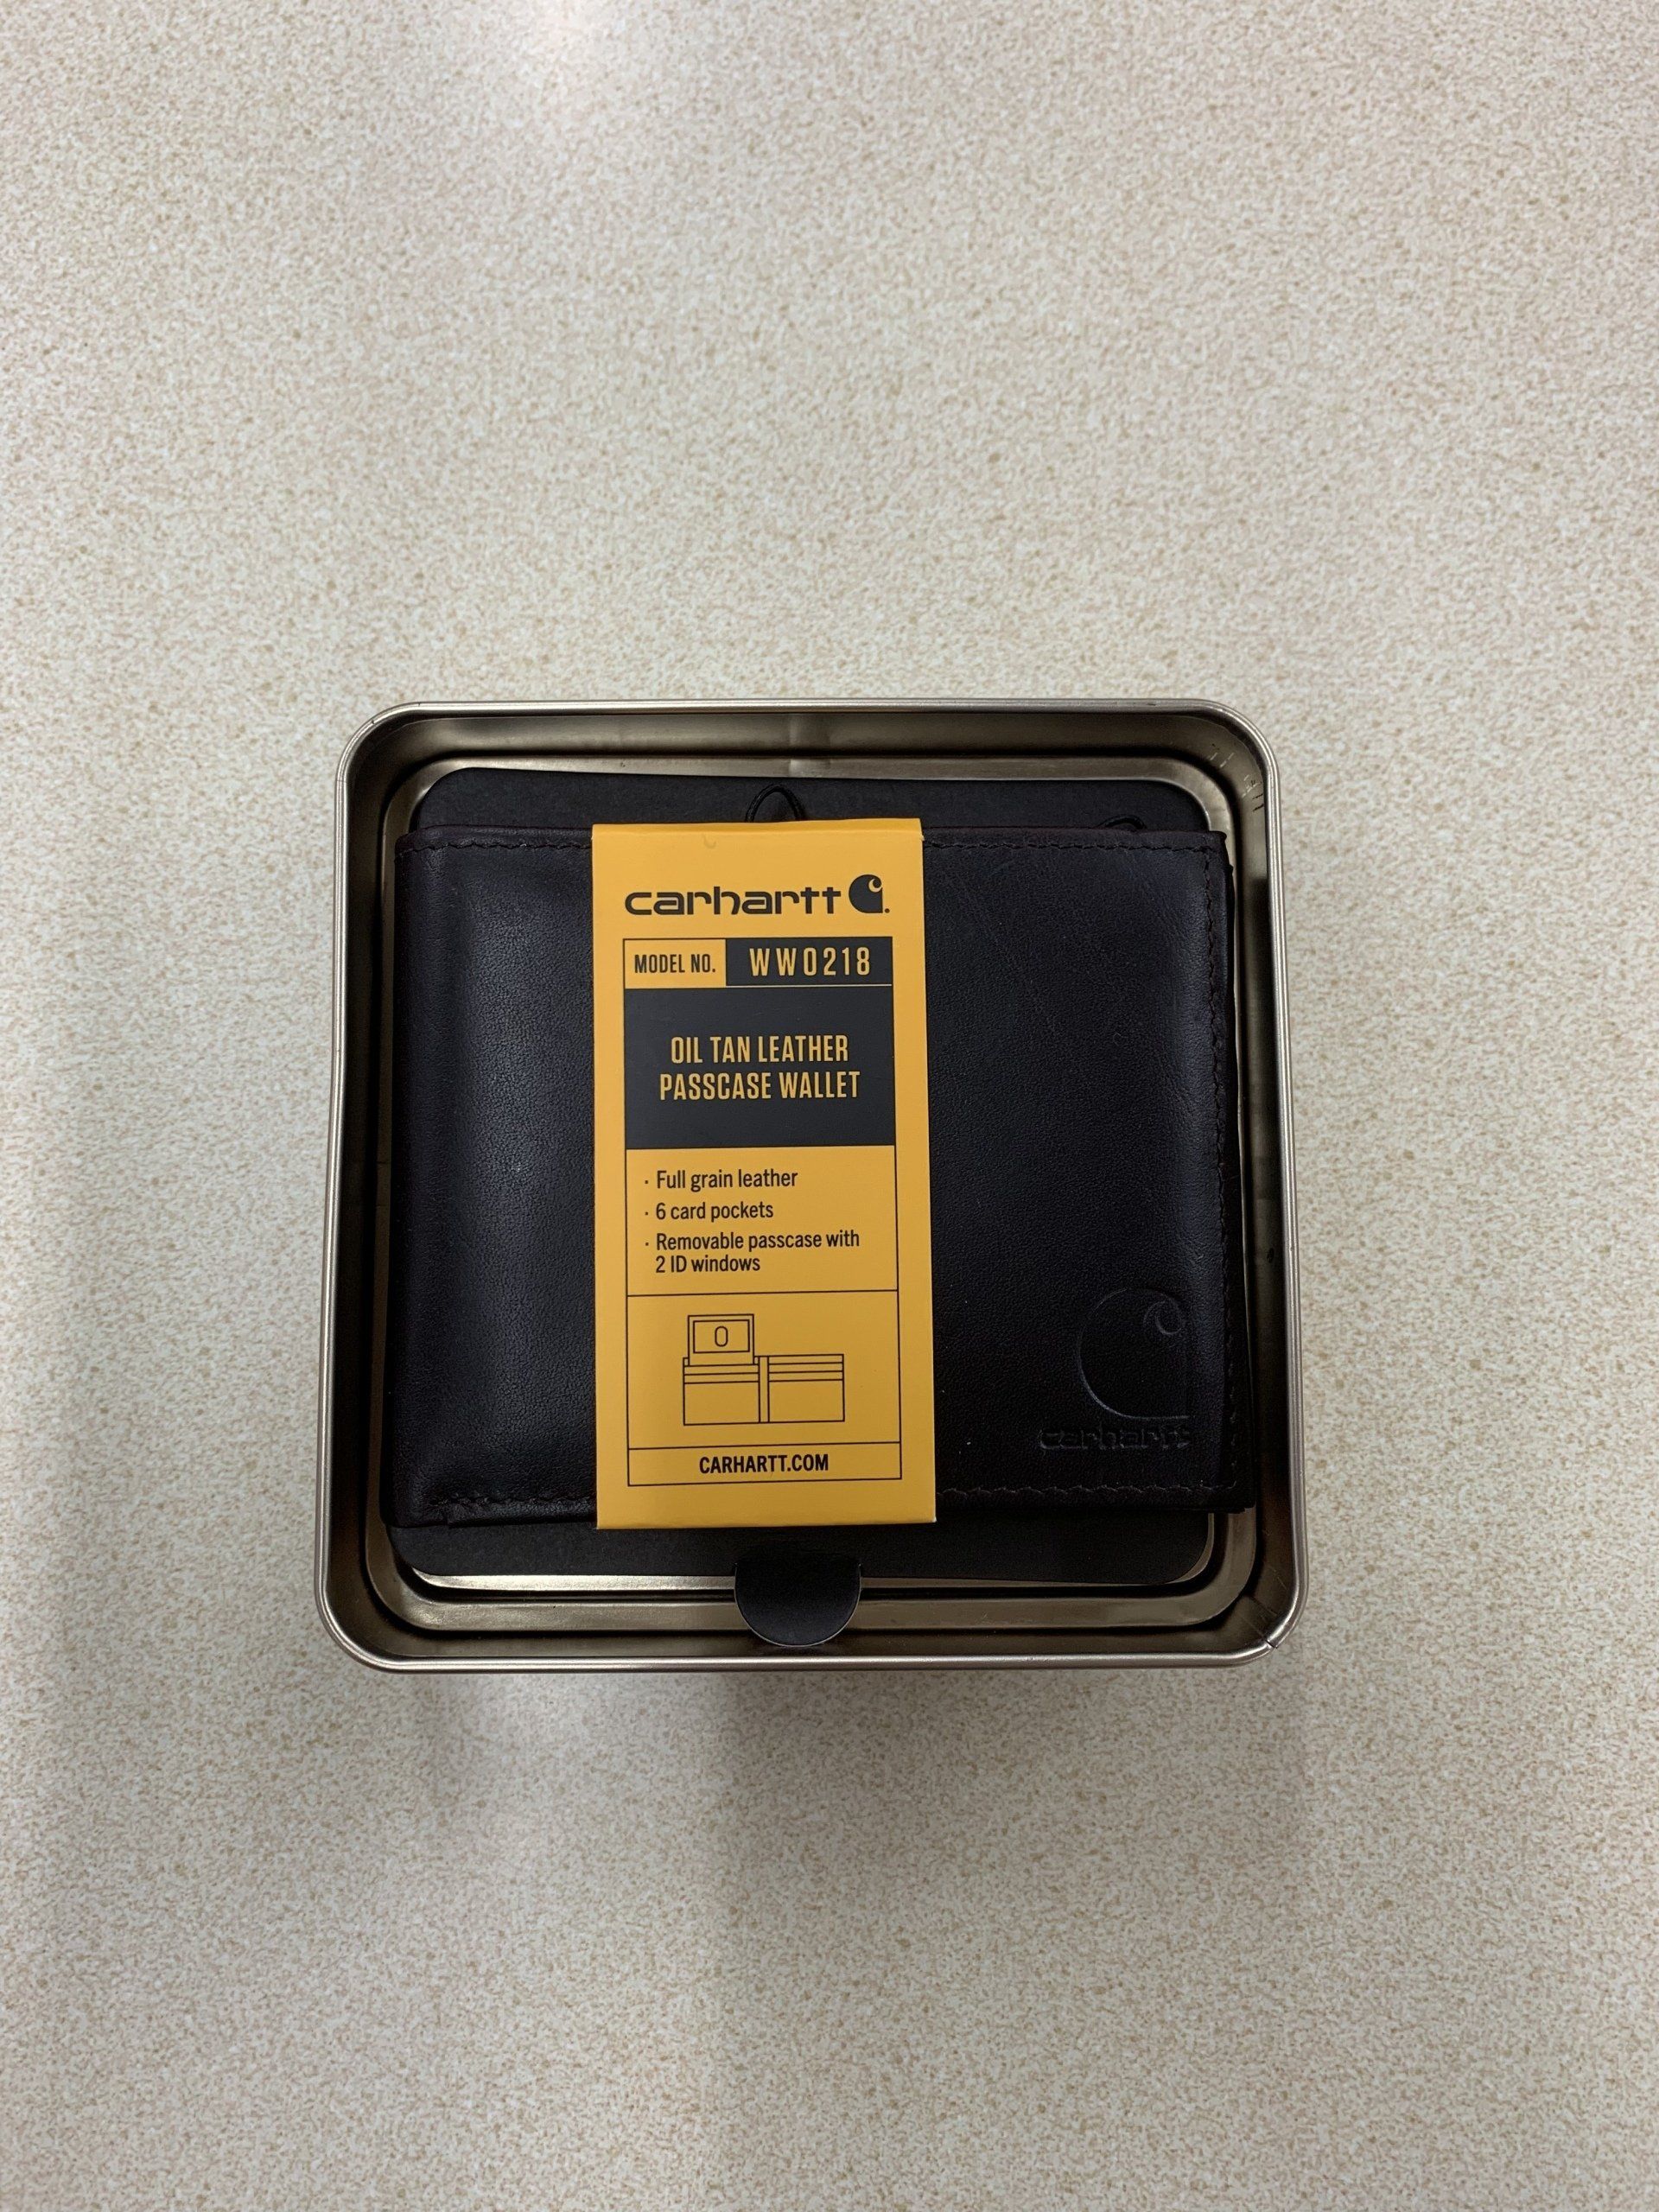 carhartt
MODEL NO. WW0218
OIL TAN LEATHER
PASSCASE WALLET
· Full grain leather
· 6 card pockets
· Removable passcase with
2 ID windows
CARHARTT.COM
carhartt